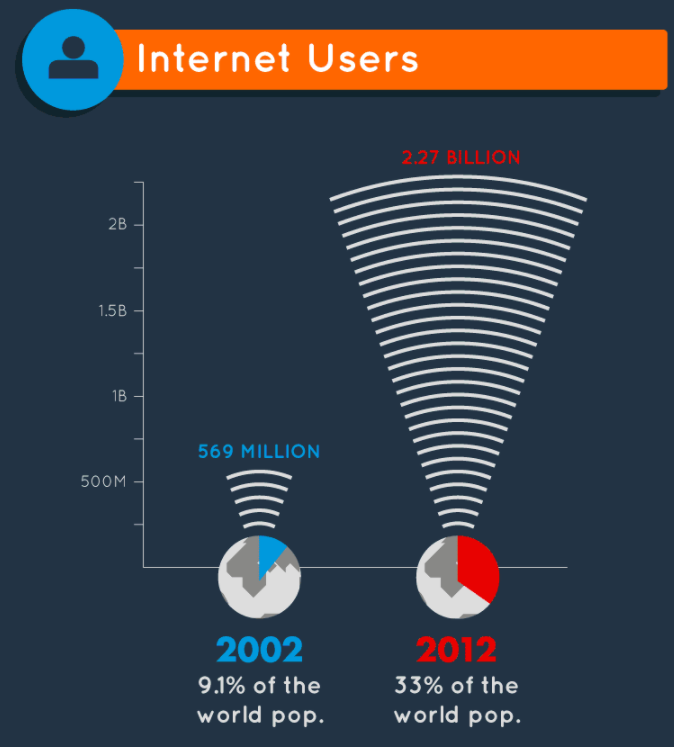 Internet Users
2.27 BILLION
2B
1.5B
1B
569 MILLION
500M
2002
9.1% of the
world pop.
2012
33% of the
world pop.